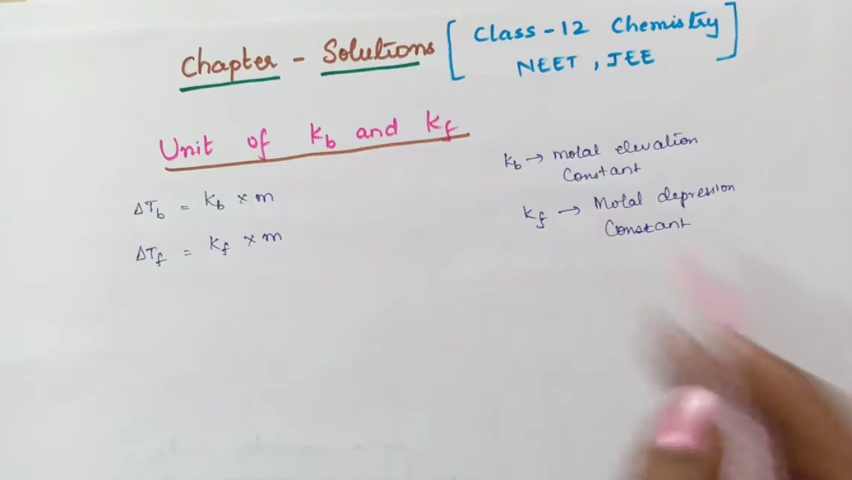 Chapter - Solutions [ Class-12 Chemistry
NEET, JEE ]
Unit of Kb and Kf
ΔTb = Kb × m
ΔTf = Kf × m
Kb → molal elevation
Constant
Kf → Molal depression
Constant